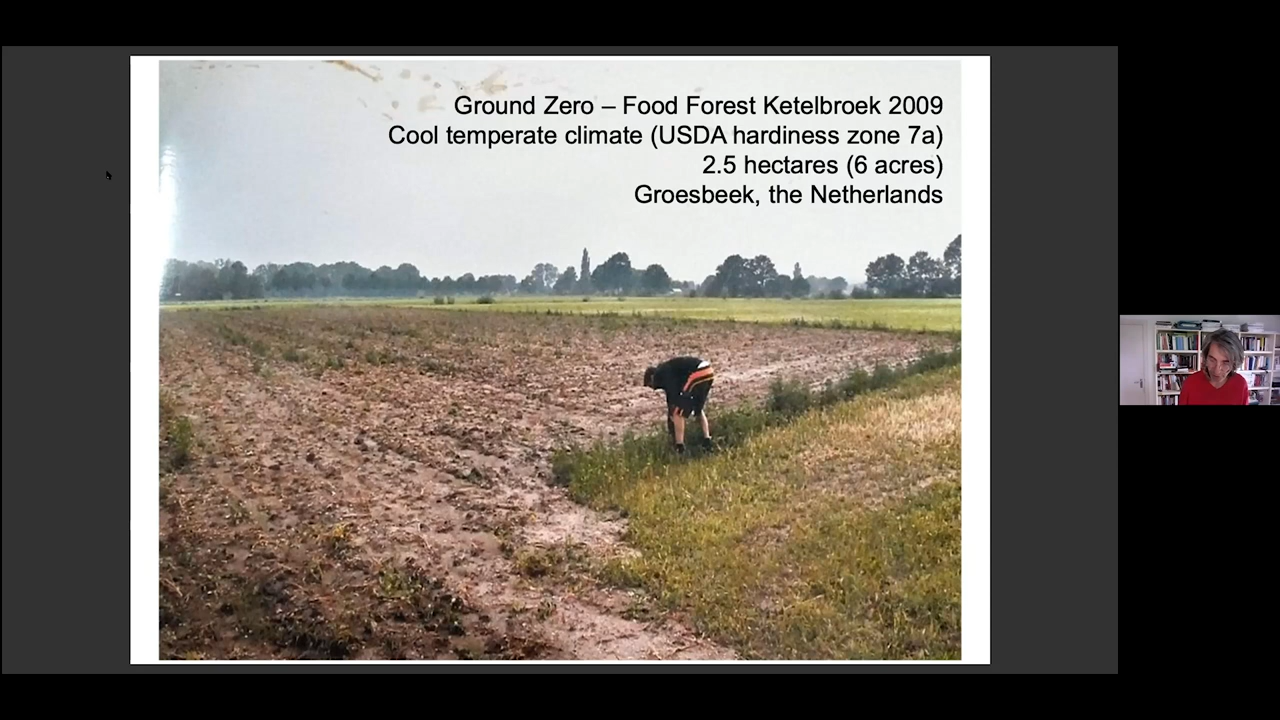 Ground Zero – Food Forest Ketelbroek 2009
Cool temperate climate (USDA hardiness zone 7a)
2.5 hectares (6 acres)
Groesbeek, the Netherlands